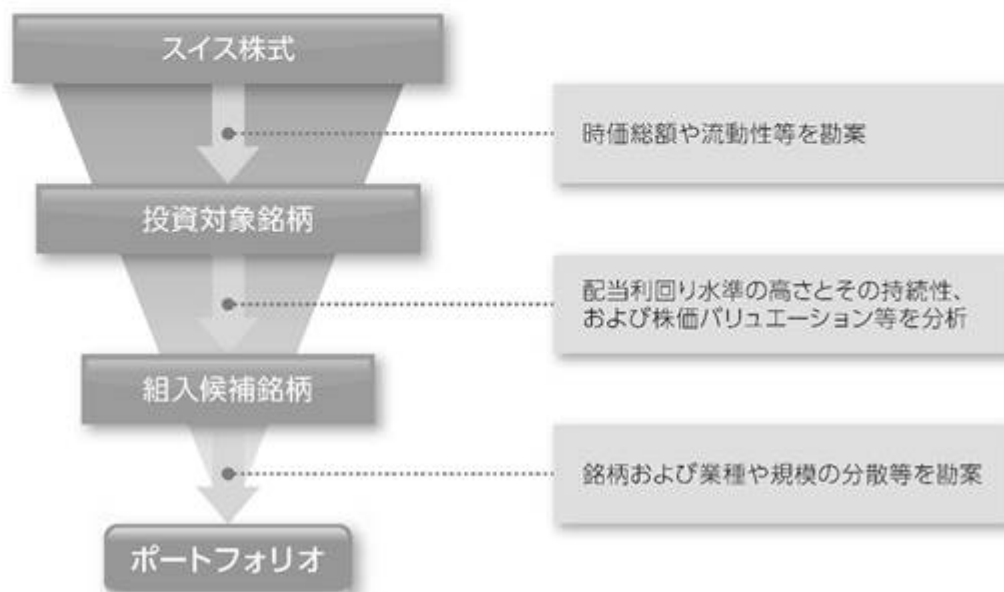 スイス株式
時価総額や流動性等を勘案
投資対象銘柄
配当利回り水準の高さとその持続性、
および株価バリュエーション等を分析
組入候補銘柄
銘柄および業種や規模の分散等を勘案
ポートフォリオ